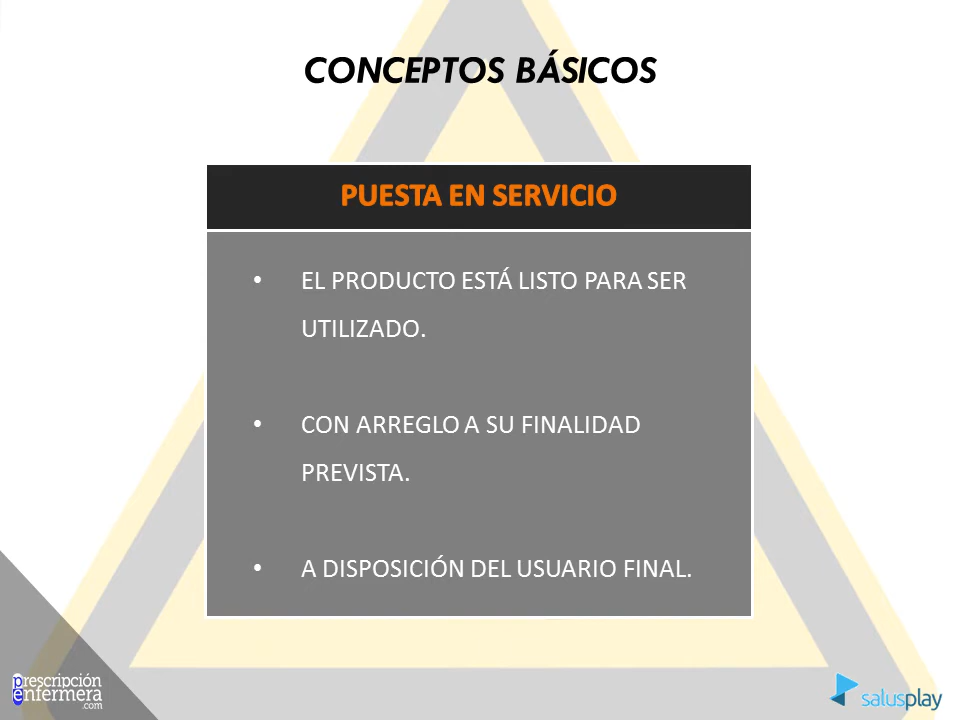 CONCEPTOS BÁSICOS
PUESTA EN SERVICIO
• EL PRODUCTO ESTÁ LISTO PARA SER
UTILIZADO.
• CON ARREGLO A SU FINALIDAD
PREVISTA.
• A DISPOSICIÓN DEL USUARIO FINAL.
prescripción
enfermera
.com
salusplay